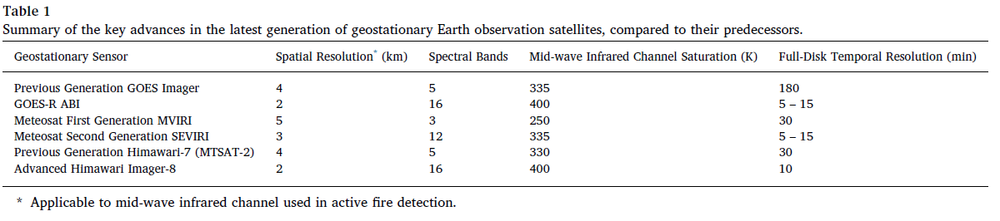 Table 1
Summary of the key advances in the latest generation of geostationary Earth observation satellites, compared to their predecessors.
Geostationary Sensor Spatial Resolution* (km) Spectral Bands Mid-wave Infrared Channel Saturation (K) Full-Disk Temporal Resolution (min)
Previous Generation GOES Imager 4 5 335 180
GOES-R ABI 2 16 400 5 – 15
Meteosat First Generation MVIRI 5 3 250 30
Meteosat Second Generation SEVIRI 3 12 335 5 – 15
Previous Generation Himawari-7 (MTSAT-2) 4 5 330 30
Advanced Himawari Imager-8 2 16 400 10
* Applicable to mid-wave infrared channel used in active fire detection.